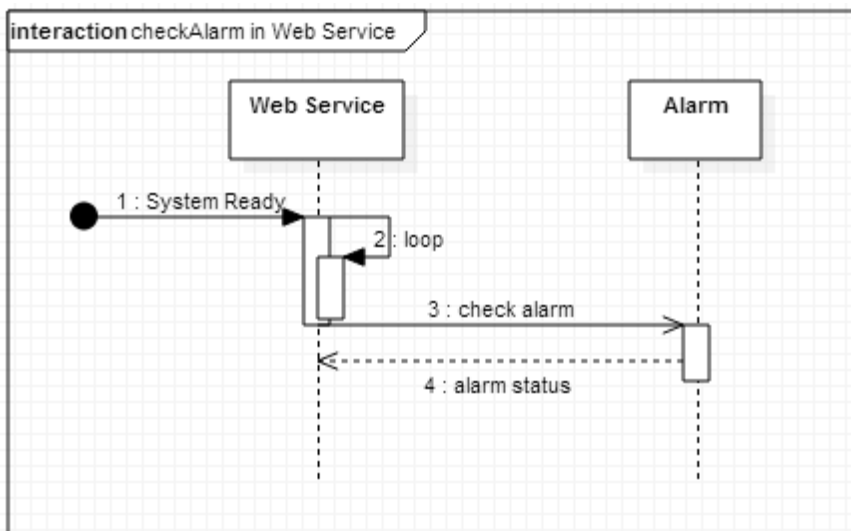 interaction checkAlarm in Web Service
Web Service
Alarm
1 : System Ready
2 : loop
3 : check alarm
4 : alarm status